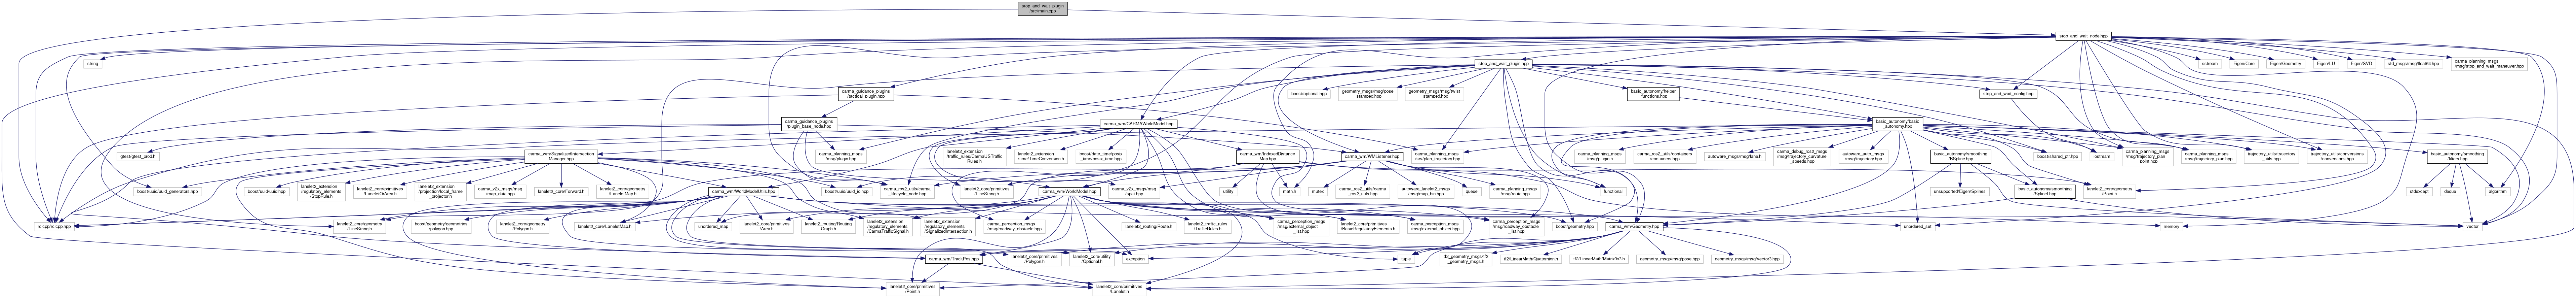 stop_and_wait_plugin
/src/main.cpp
stop_and_wait_node.hpp
string
stop_and_wait_plugin.hpp
sstream
Eigen/Core
Eigen/Geometry
Eigen/LU
Eigen/SVD
std_msgs/msg/float64.hpp
carma_planning_msgs
/msg/stop_and_wait_maneuver.hpp
carma_guidance_plugins
/tactical_plugin.hpp
boost/optional.hpp
geometry_msgs/msg/pose
_stamped.hpp
geometry_msgs/msg/twist
_stamped.hpp
basic_autonomy/helper
_functions.hpp
stop_and_wait_config.hpp
carma_guidance_plugins
/plugin_base_node.hpp
carma_wm/CARMAWorldModel.hpp
basic_autonomy/basic
_autonomy.hpp
gtest/gtest_prod.h
carma_wm/SignalizedIntersection
Manager.hpp
carma_planning_msgs
/msg/plugin.hpp
lanelet2_extension
/traffic_rules/CarmaUSTraffic
Rules.h
lanelet2_extension
/time/TimeConversion.h
boost/date_time/posix
_time/posix_time.hpp
carma_wm/IndexedDistance
Map.hpp
carma_wm/WMListener.hpp
carma_planning_msgs
/srv/plan_trajectory.hpp
carma_planning_msgs
/msg/plugin.h
carma_ros2_utils/containers
/containers.hpp
autoware_msgs/msg/lane.h
carma_debug_ros2_msgs
/msg/trajectory_curvature
_speeds.hpp
autoware_auto_msgs
/msg/trajectory.hpp
basic_autonomy/smoothing
/BSpline.hpp
boost/shared_ptr.hpp
iostream
carma_planning_msgs
/msg/trajectory_plan
_point.hpp
carma_planning_msgs
/msg/trajectory_plan.hpp
trajectory_utils/trajectory
_utils.hpp
trajectory_utils/conversions
/conversions.hpp
basic_autonomy/smoothing
/filters.hpp
boost/uuid/uuid_generators.hpp
boost/uuid/uuid.hpp
lanelet2_extension
/regulatory_elements
/StopRule.h
lanelet2_core/primitives
/LaneletOrArea.h
lanelet2_extension
/projection/local_frame
_projector.h
carma_v2x_msgs/msg
/map_data.hpp
lanelet2_core/Forward.h
lanelet2_core/geometry
/LaneletMap.h
carma_wm/WorldModelUtils.hpp
boost/uuid/uuid_io.hpp
carma_ros2_utils/carma
_lifecycle_node.hpp
lanelet2_core/primitives
/LineString.h
carma_wm/WorldModel.hpp
carma_v2x_msgs/msg
/spat.hpp
utility
math.h
mutex
carma_ros2_utils/carma
_ros2_utils.hpp
autoware_lanelet2_msgs
/msg/map_bin.hpp
queue
carma_planning_msgs
/msg/route.hpp
functional
unsupported/Eigen/Splines
basic_autonomy/smoothing
/SplineI.hpp
lanelet2_core/geometry
/Point.h
stdexcept
deque
algorithm
rclcpp/rclcpp.hpp
lanelet2_core/geometry
/LineString.h
boost/geometry/geometries
/polygon.hpp
lanelet2_core/geometry
/Polygon.h
lanelet2_core/LaneletMap.h
unordered_map
lanelet2_core/primitives
/Area.h
lanelet2_routing/Routing
Graph.h
lanelet2_extension
/regulatory_elements
/CarmaTrafficSignal.h
lanelet2_extension
/regulatory_elements
/SignalizedIntersection.h
carma_perception_msgs
/msg/roadway_obstacle.hpp
lanelet2_routing/Route.h
lanelet2_traffic_rules
/TrafficRules.h
carma_perception_msgs
/msg/external_object
_list.hpp
lanelet2_core/primitives
/BasicRegulatoryElements.h
carma_perception_msgs
/msg/external_object.hpp
carma_perception_msgs
/msg/roadway_obstacle
_list.hpp
boost/geometry.hpp
carma_wm/Geometry.hpp
unordered_set
memory
vector
carma_wm/TrackPos.hpp
lanelet2_core/primitives
/Polygon.h
lanelet2_core/utility
/Optional.h
exception
tuple
tf2_geometry_msgs/tf2
_geometry_msgs.h
tf2/LinearMath/Quaternion.h
tf2/LinearMath/Matrix3x3.h
geometry_msgs/msg/pose.hpp
geometry_msgs/msg/vector3.hpp
lanelet2_core/primitives
/Point.h
lanelet2_core/primitives
/Lanelet.h